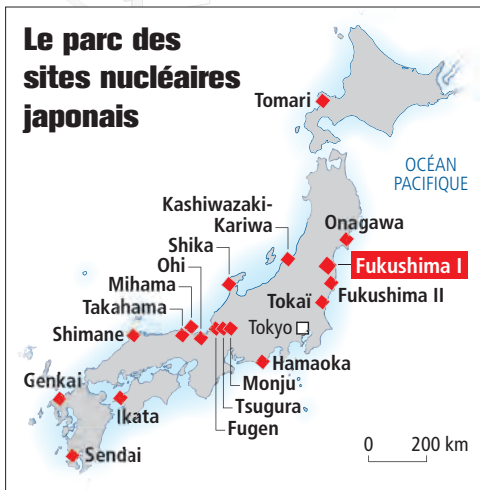 Le parc des
sites nucléaires
japonais
Tomari
OCÉAN
PACIFIQUE
Kashiwazaki-
Kariwa
Onagawa
Shika
Ohi
Fukushima I
Mihama
Fukushima II
Takahama
Tokaï
Shimane
Tokyo
Hamaoka
Genkai
Monju
Ikata
Tsugura
Fugen
Sendai
0 200 km